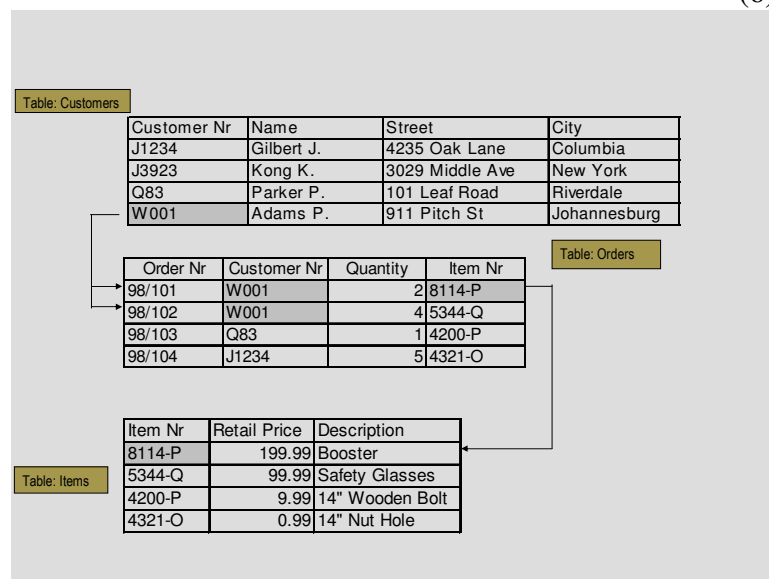 Table: Customers
Customer Nr Name Street City
J1234 Gilbert J. 4235 Oak Lane Columbia
J3923 Kong K. 3029 Middle Ave New York
Q83 Parker P. 101 Leaf Road Riverdale
W001 Adams P. 911 Pitch St Johannesburg
Table: Orders
Order Nr Customer Nr Quantity Item Nr
98/101 W001 2 8114-P
98/102 W001 4 5344-Q
98/103 Q83 1 4200-P
98/104 J1234 5 4321-O
Item Nr Retail Price Description
8114-P 199.99 Booster
5344-Q 99.99 Safety Glasses
4200-P 9.99 14" Wooden Bolt
4321-O 0.99 14" Nut Hole
Table: Items